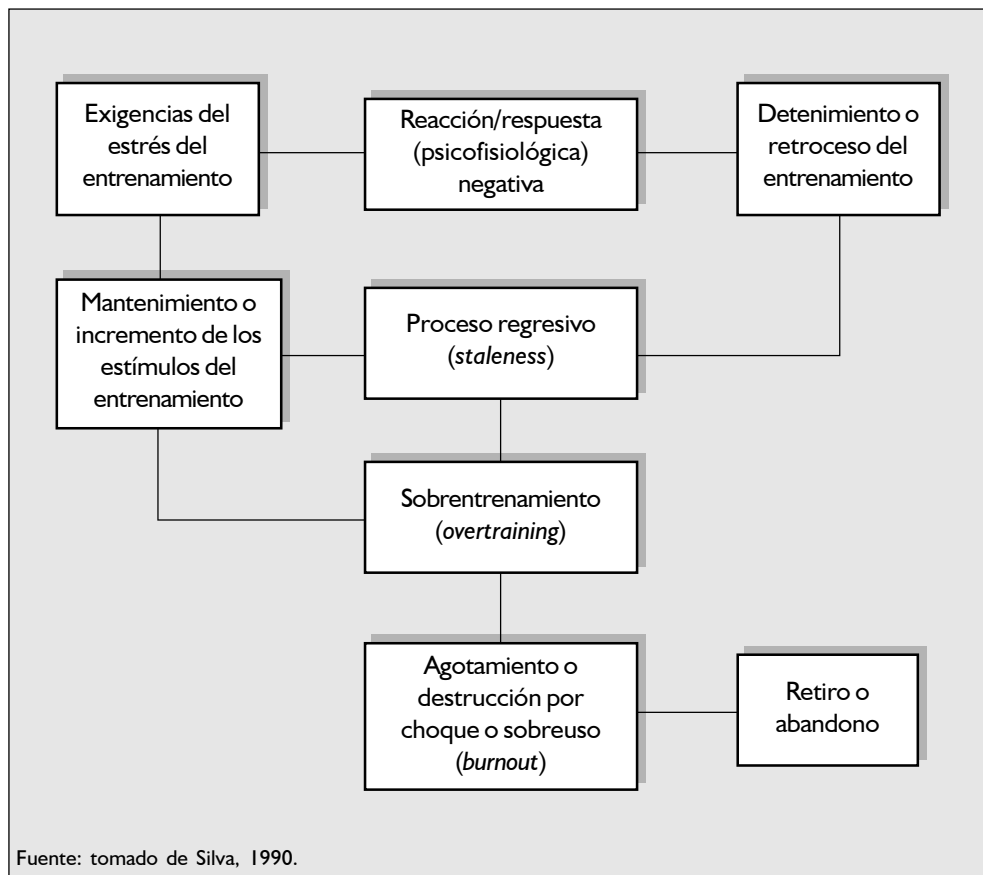 Exigencias del
estrés del
entrenamiento
Reacción/respuesta
(psicofisiológica)
negativa
Detenimiento o
retroceso del
entrenamiento
Mantenimiento o
incremento de los
estímulos del
entrenamiento
Proceso regresivo
(staleness)
Sobrentrenamiento
(overtraining)
Agotamiento o
destrucción por
choque o sobreuso
(burnout)
Retiro o
abandono
Fuente: tomado de Silva, 1990.